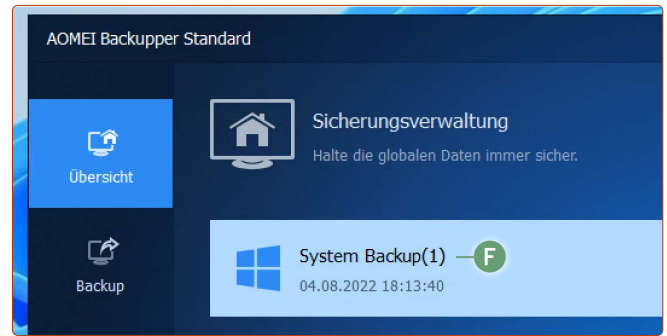 AOMEI Backupper Standard
Übersicht
Sicherungsverwaltung
Halte die globalen Daten immer sicher.
Backup
System Backup(1)
F
04.08.2022 18:13:40